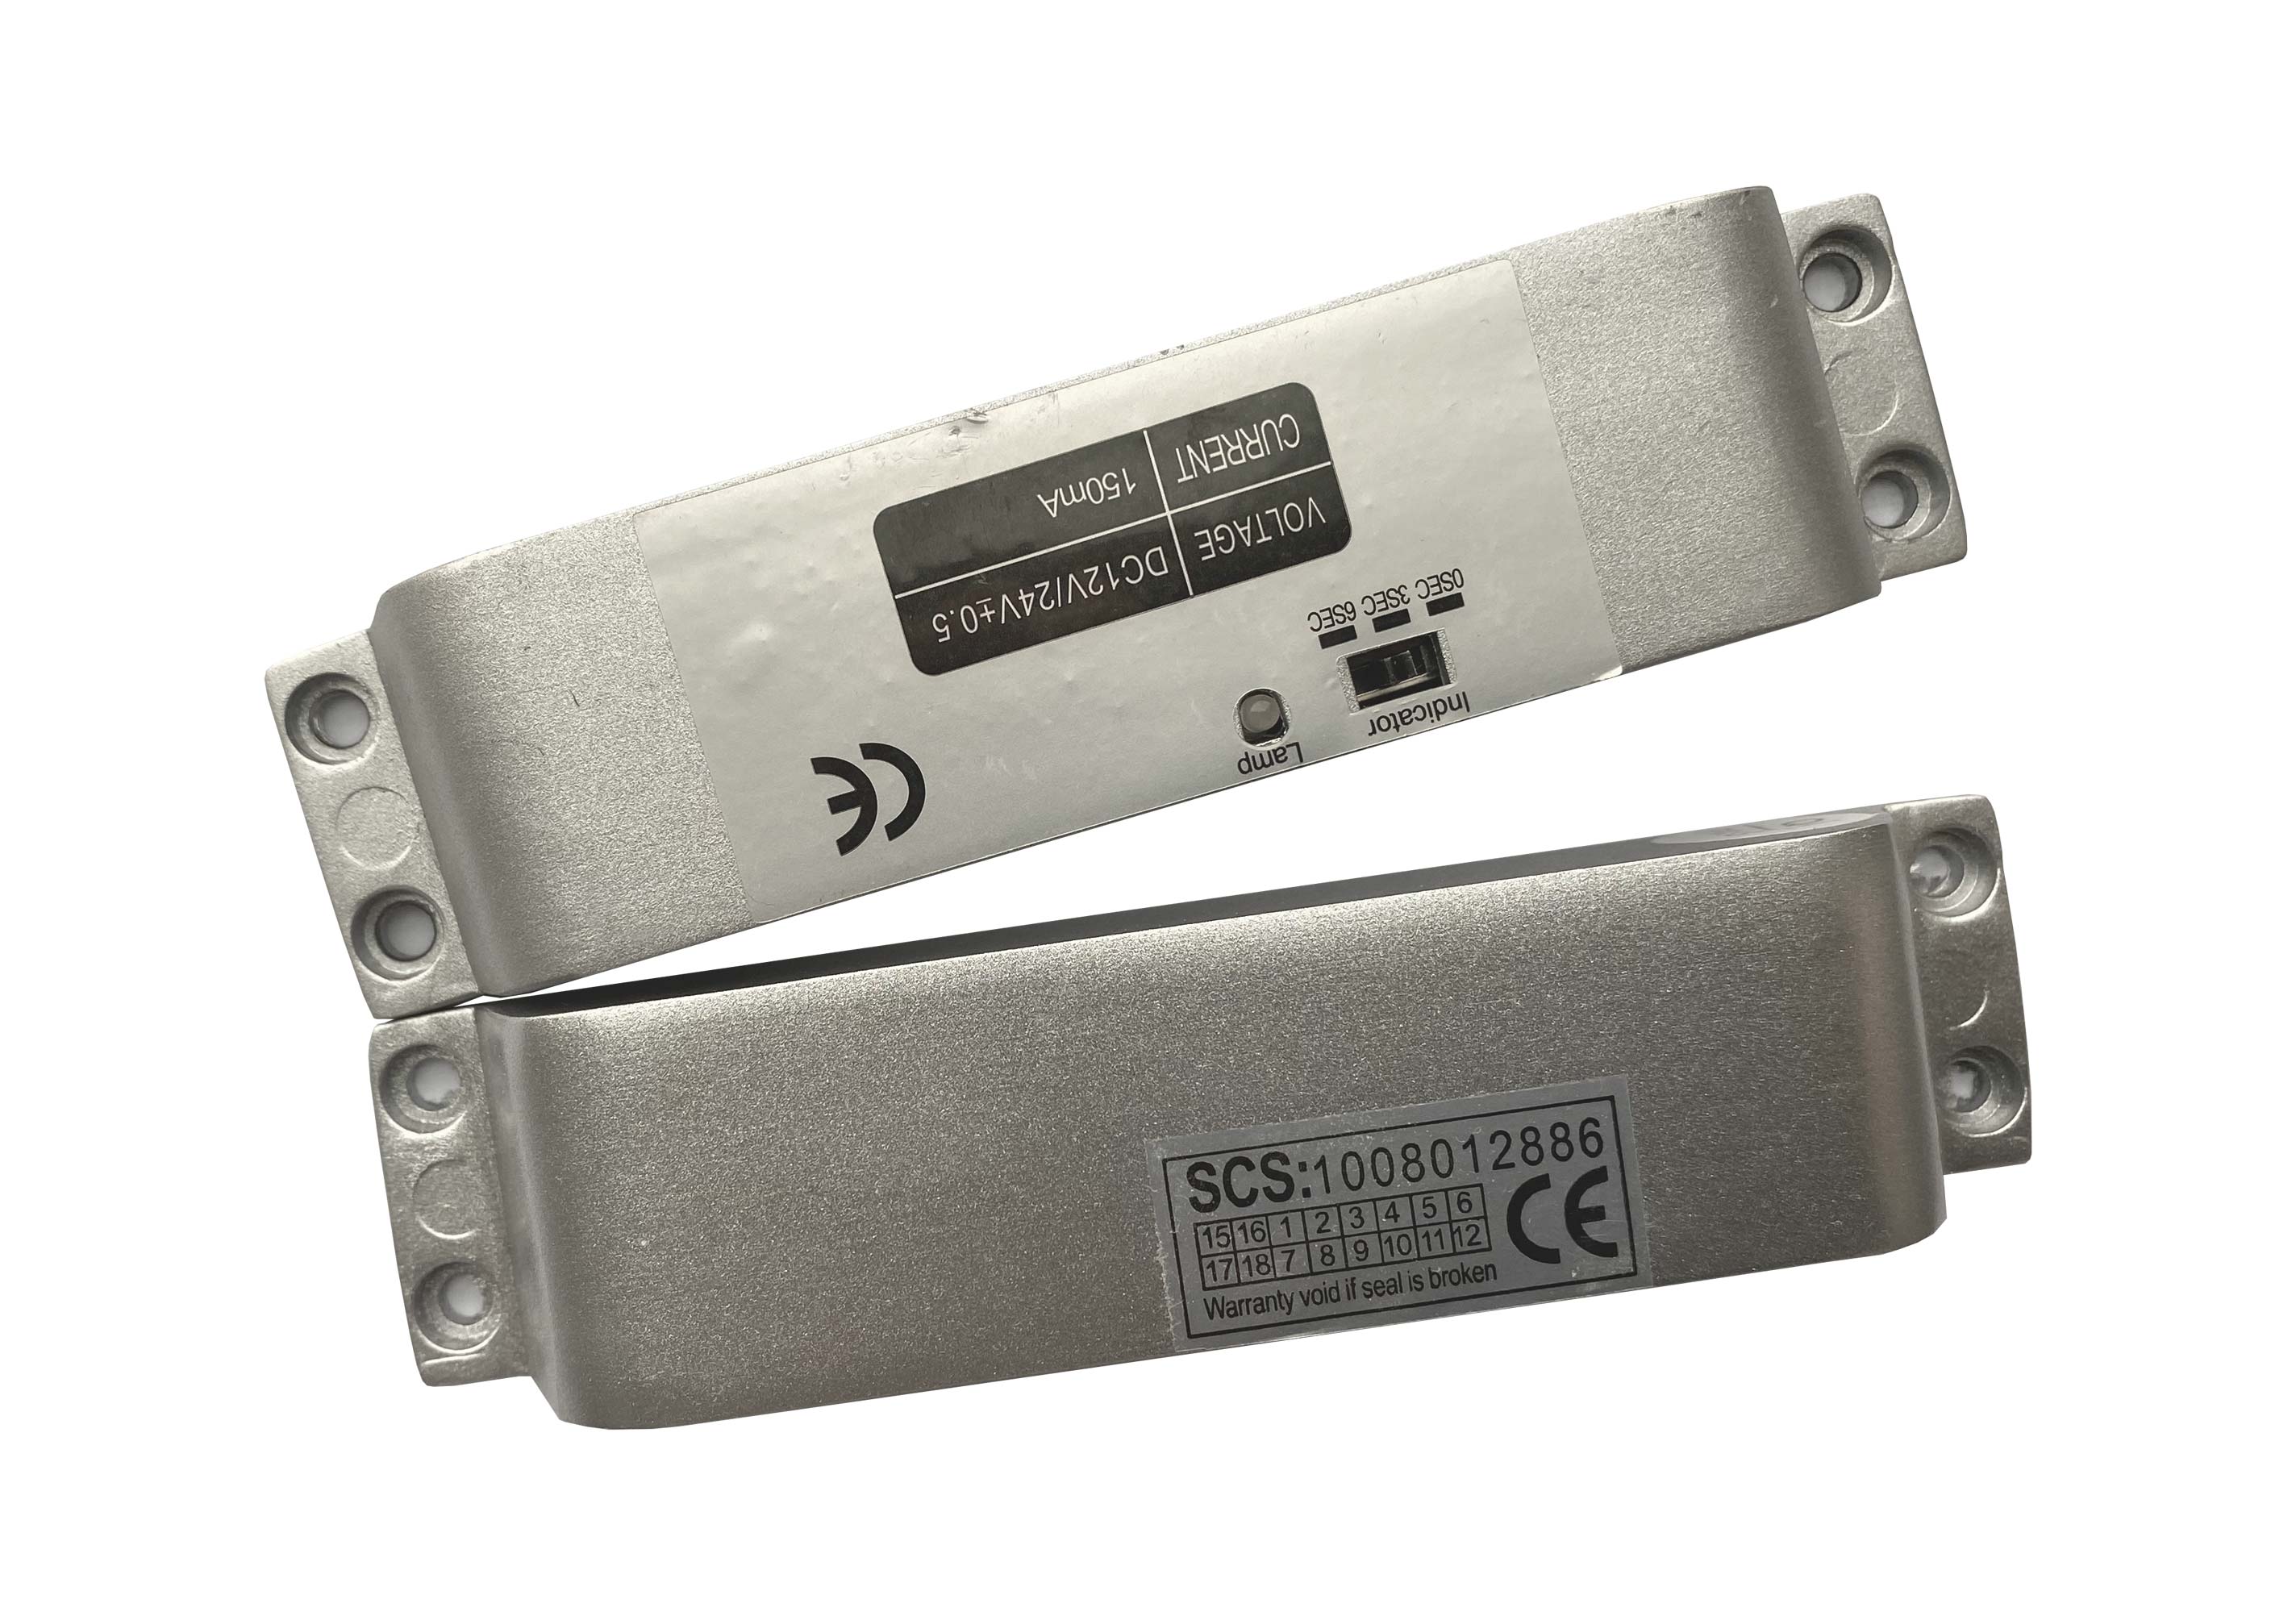 Lamp
Indicator
0SEC 3SEC 6SEC
VOLTAGE DC12V/24V±0.5
CURRENT 150mA
CE
SCS:1008012886
15 16 1 2 3 4 5 6
17 18 7 8 9 10 11 12
CE
Warranty void if seal is broken